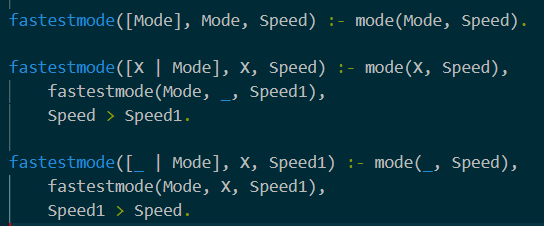 fastestmode([Mode], Mode, Speed) :- mode(Mode, Speed).
fastestmode([X | Mode], X, Speed) :- mode(X, Speed),
fastestmode(Mode, _, Speed1),
Speed > Speed1.
fastestmode([_ | Mode], X, Speed1) :- mode(_, Speed),
fastestmode(Mode, X, Speed1),
Speed1 > Speed.